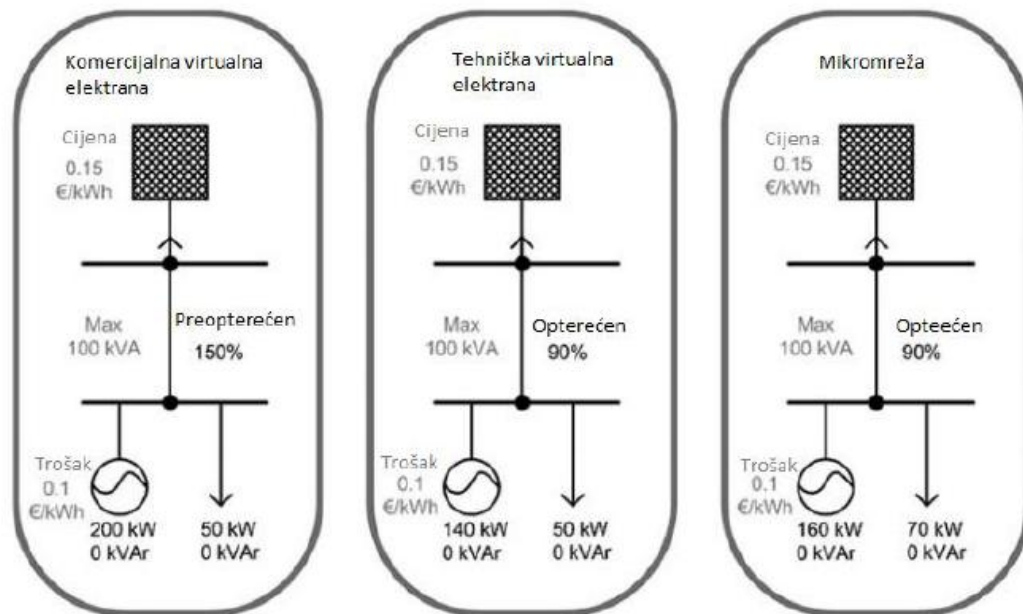 Komercijalna virtualna
elektrana
Cijena
0.15
€/kWh
Max
100 kVA
Preopterećen
150%
Trošak
0.1
€/kWh
200 kW
0 kVAr
50 kW
0 kVAr
Tehnička virtualna
elektrana
Cijena
0.15
€/kWh
Max
100 kVA
Opterećen
90%
Trošak
0.1
€/kWh
140 kW
0 kVAr
50 kW
0 kVAr
Mikromreža
Cijena
0.15
€/kWh
Max
100 kVA
Opteećen
90%
Trošak
0.1
€/kWh
160 kW
0 kVAr
70 kW
0 kVAr